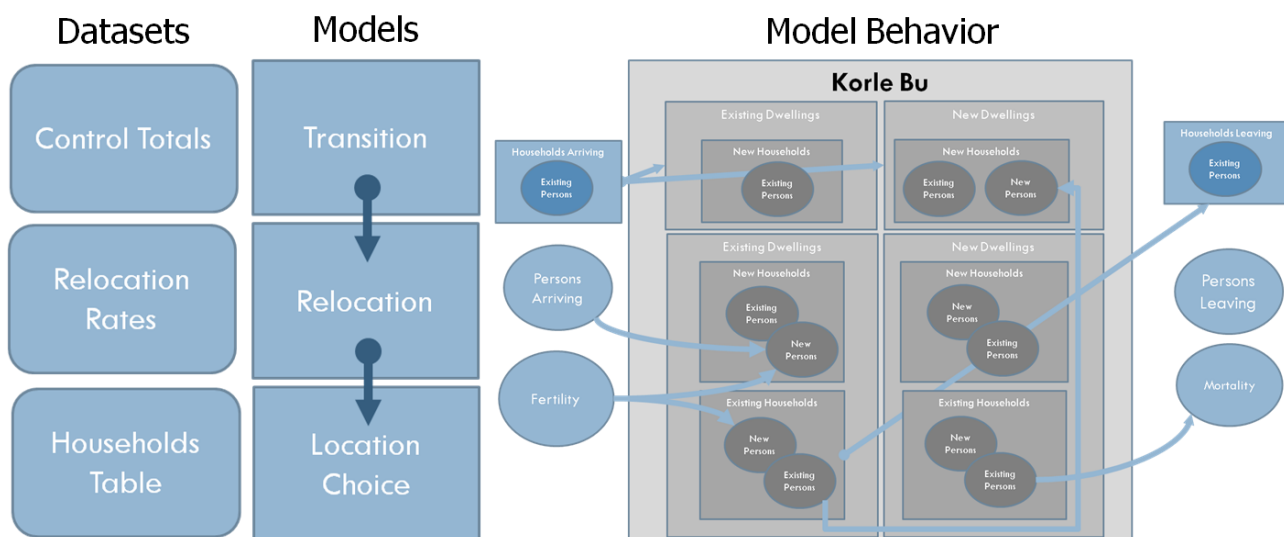 Datasets
Models
Model Behavior
Control Totals
Relocation
Rates
Households
Table
Transition
Relocation
Location
Choice
Korle Bu
Households Arriving
Existing
Persons
Persons
Arriving
Fertility
Existing Dwellings
New Households
Existing
Persons
New Dwellings
New Households
Existing
Persons
New
Persons
Existing Dwellings
New Households
Existing
Persons
New
Persons
Existing Households
New
Persons
Existing
Persons
New Dwellings
New Households
New
Persons
Existing
Persons
Existing Households
New
Persons
Existing
Persons
Households Leaving
Existing
Persons
Persons
Leaving
Mortality